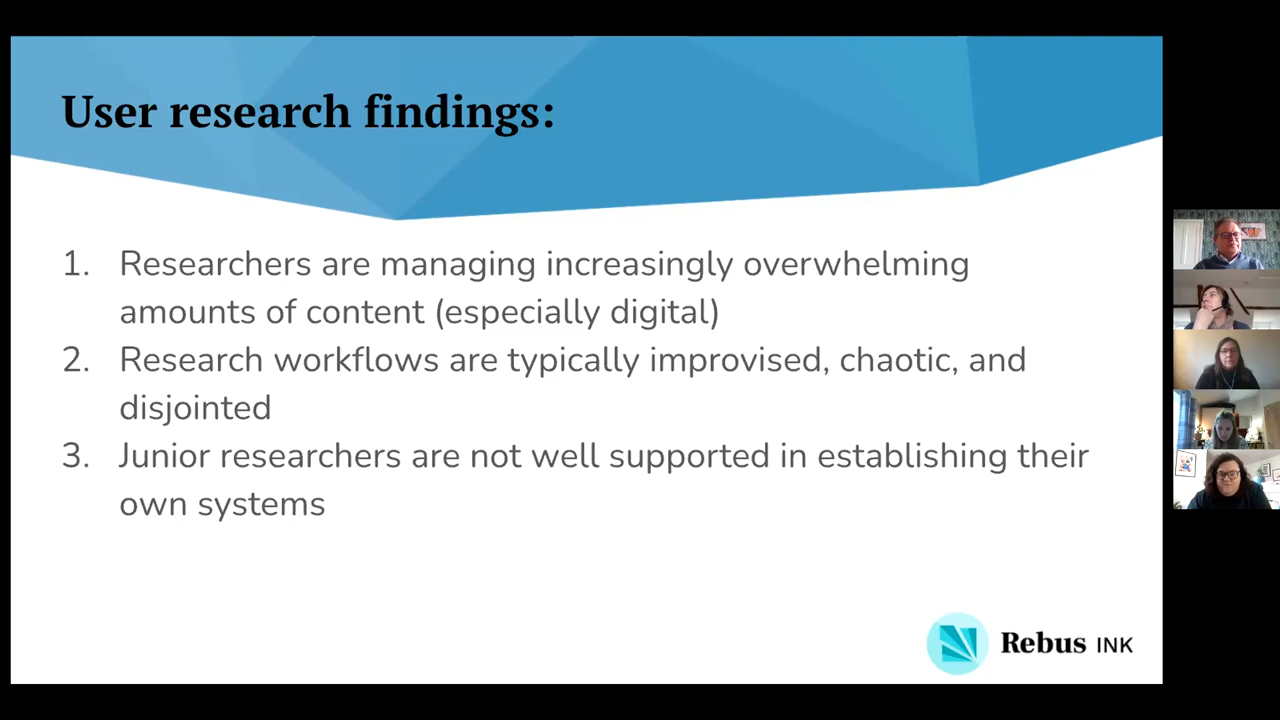 User research findings:
1. Researchers are managing increasingly overwhelming
amounts of content (especially digital)
2. Research workflows are typically improvised, chaotic, and
disjointed
3. Junior researchers are not well supported in establishing their
own systems
Rebus INK